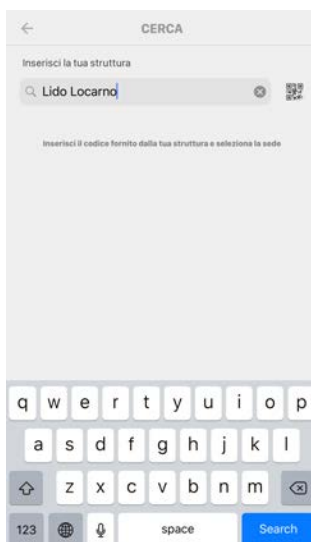 CERCA
Inserisci la tua struttura
Lido Locarno
Inserisci il codice fornito dalla tua struttura e seleziona la sede
q w e r t y u i o p
a s d f g h j k l
z x c v b n m
123 space Search